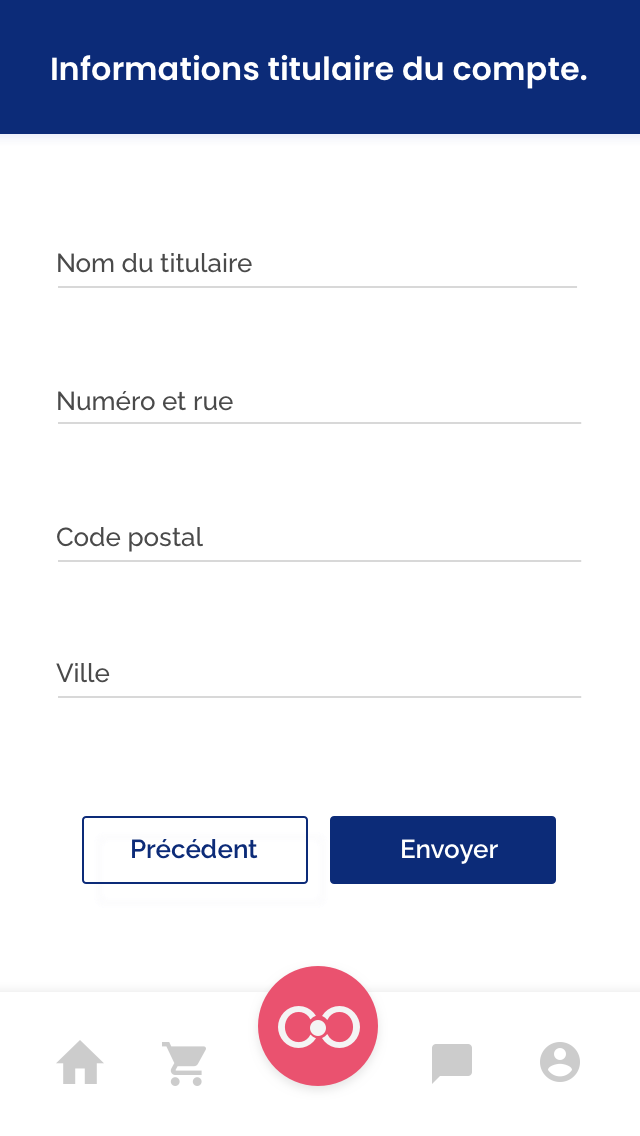 Informations titulaire du compte.
Nom du titulaire
Numéro et rue
Code postal
Ville
Précédent
Envoyer